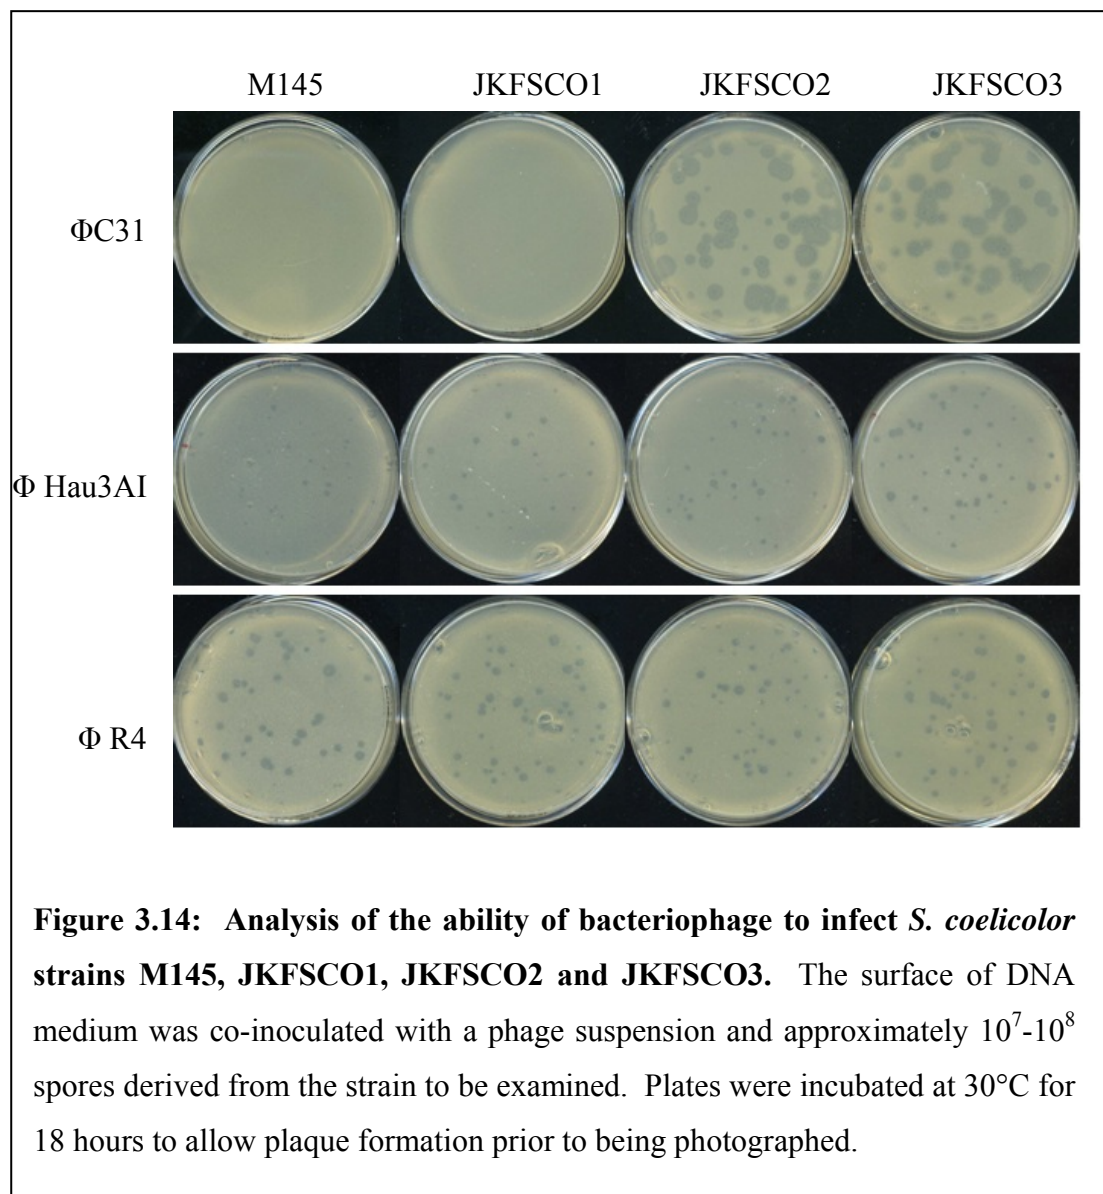 M145 JKFSCO1 JKFSCO2 JKFSCO3
ΦC31
Φ Hau3AI
Φ R4
Figure 3.14: Analysis of the ability of bacteriophage to infect S. coelicolor
strains M145, JKFSCO1, JKFSCO2 and JKFSCO3. The surface of DNA
medium was co-inoculated with a phage suspension and approximately 10⁷-10⁸
spores derived from the strain to be examined. Plates were incubated at 30°C for
18 hours to allow plaque formation prior to being photographed.